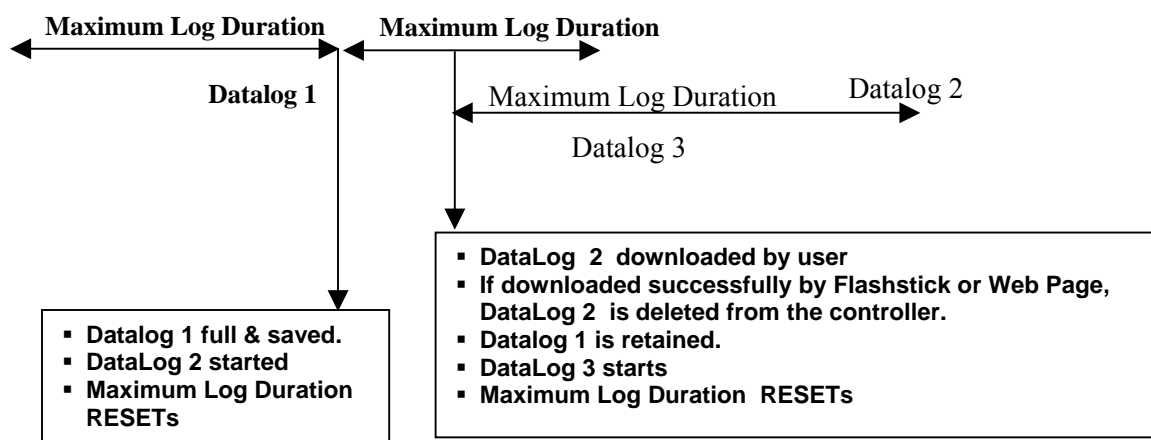 Maximum Log Duration
Maximum Log Duration
Datalog 1
Maximum Log Duration
Datalog 2
Datalog 3
▪ DataLog 2 downloaded by user
▪ If downloaded successfully by Flashstick or Web Page,
DataLog 2 is deleted from the controller.
▪ Datalog 1 is retained.
▪ DataLog 3 starts
▪ Maximum Log Duration RESETs
▪ Datalog 1 full & saved.
▪ DataLog 2 started
▪ Maximum Log Duration
RESETs